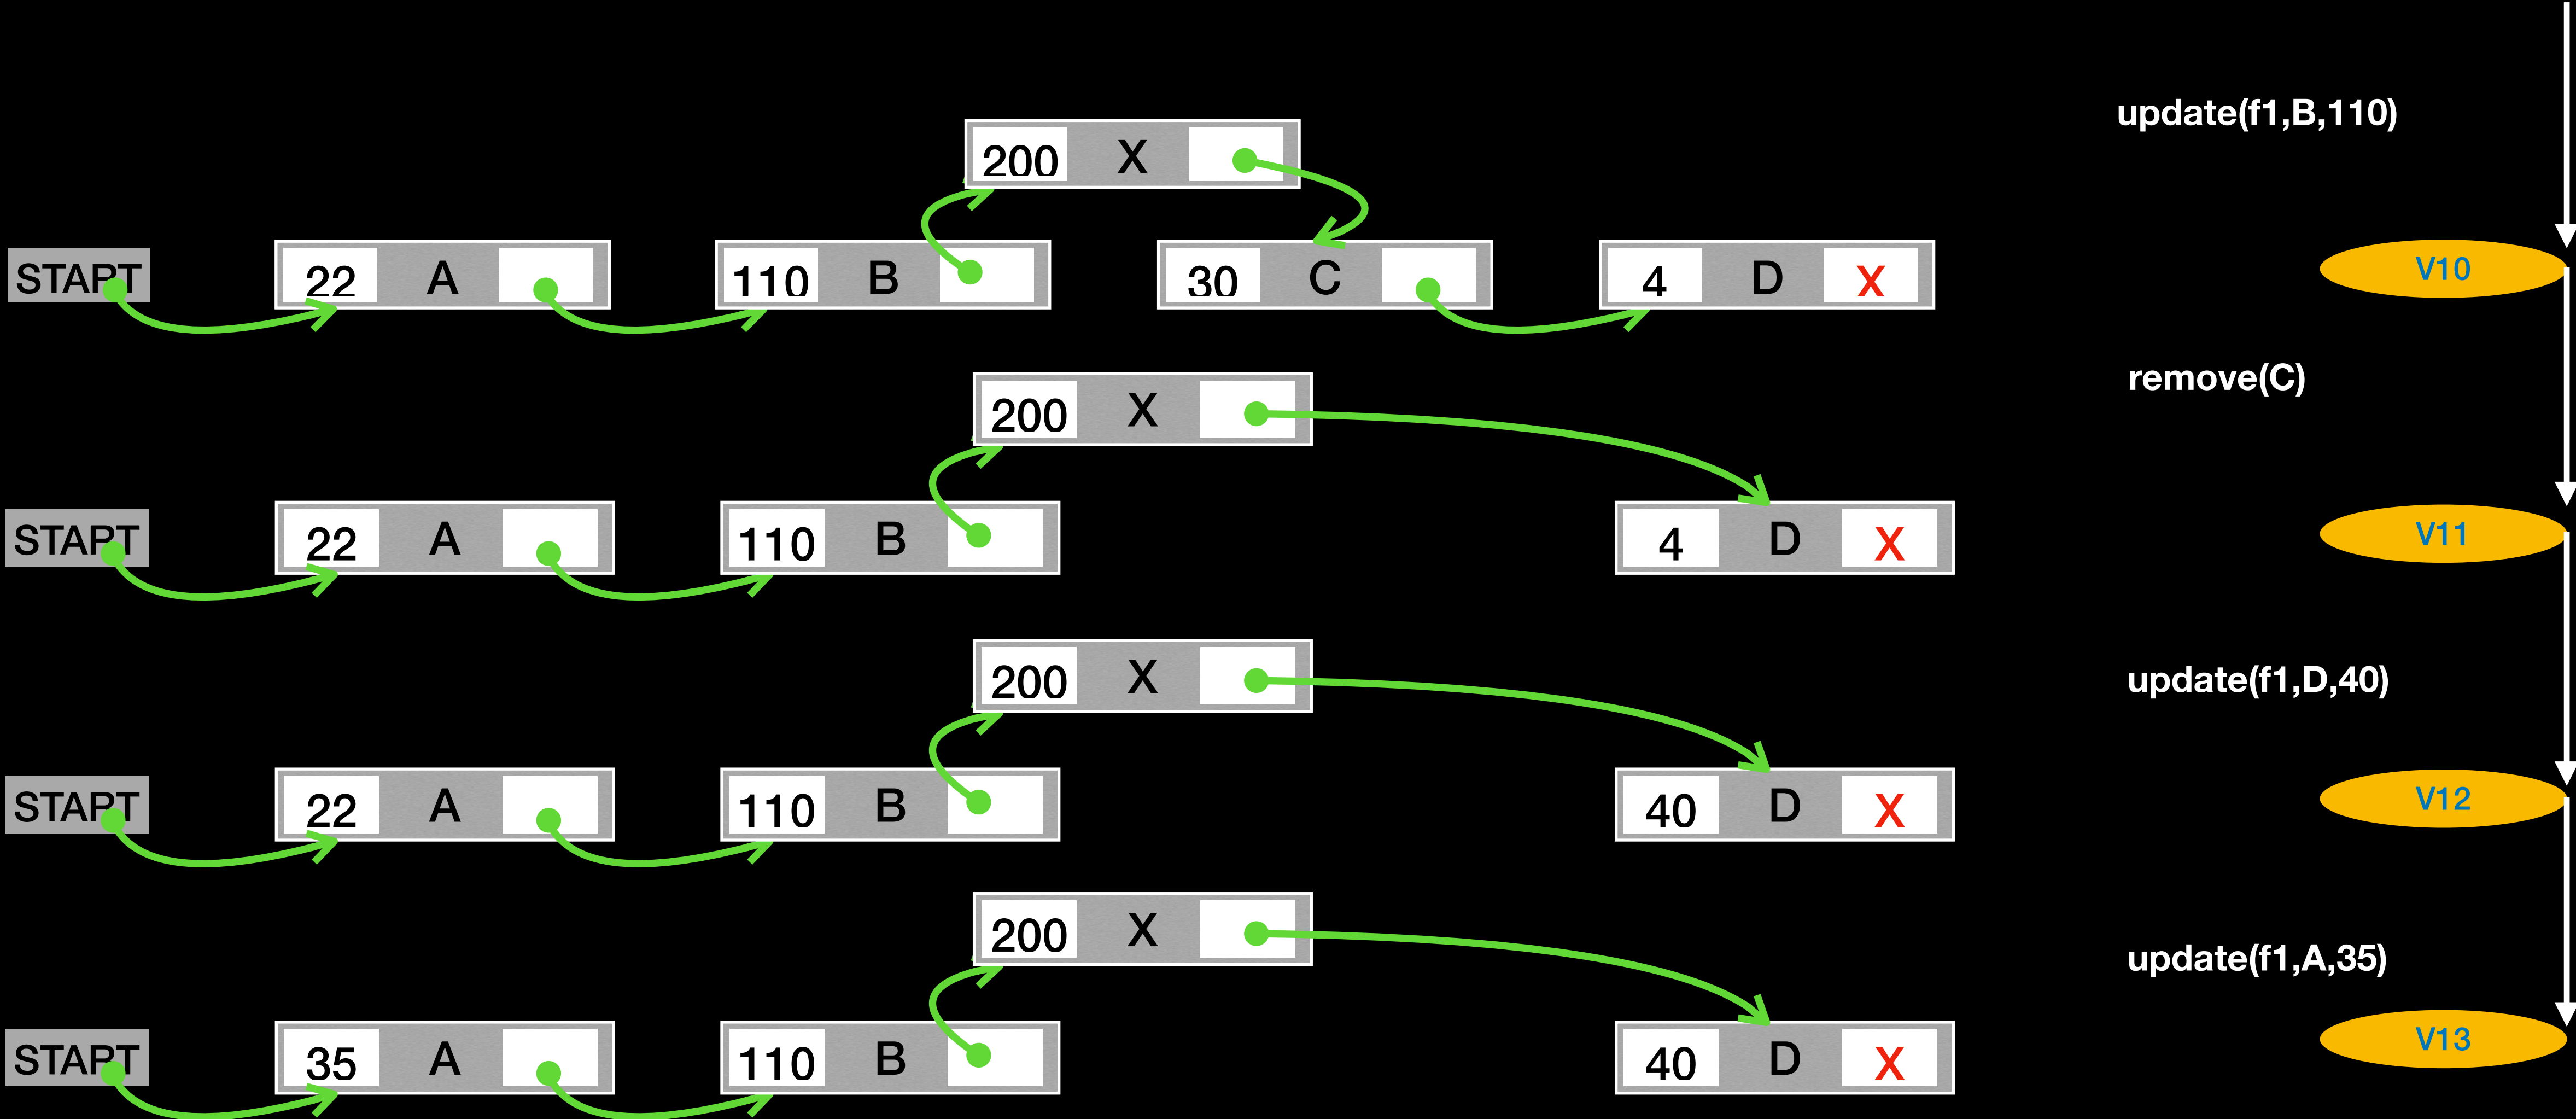 update(f1,B,110)
200 X
START 22 A 110 B 30 C 4 D X V10
remove(C)
200 X
START 22 A 110 B 4 D X V11
200 X
update(f1,D,40)
START 22 A 110 B 40 D X V12
200 X
update(f1,A,35)
START 35 A 110 B 40 D X V13